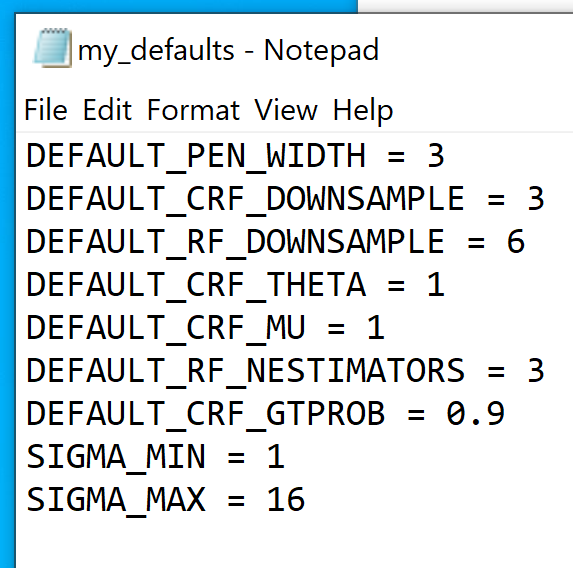 my_defaults - Notepad
File Edit Format View Help
DEFAULT_PEN_WIDTH = 3
DEFAULT_CRF_DOWNSAMPLE = 3
DEFAULT_RF_DOWNSAMPLE = 6
DEFAULT_CRF_THETA = 1
DEFAULT_CRF_MU = 1
DEFAULT_RF_NESTIMATORS = 3
DEFAULT_CRF_GTPROB = 0.9
SIGMA_MIN = 1
SIGMA_MAX = 16